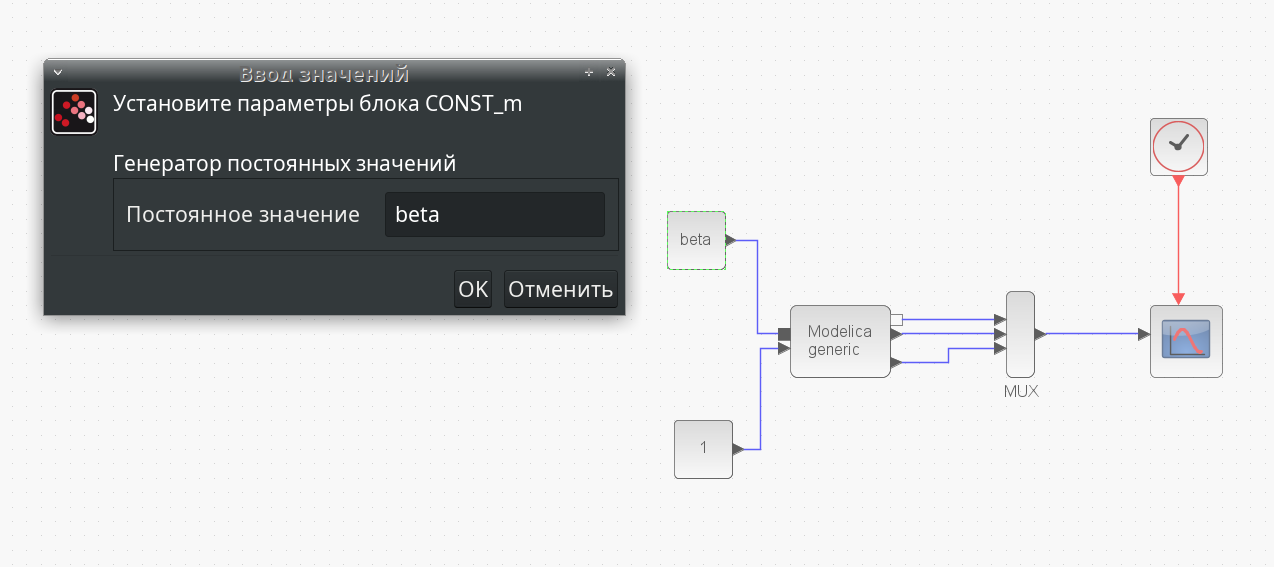 Ввод значений
Установите параметры блока CONST_m
Генератор постоянных значений
Постоянное значение beta
OK Отменить
beta
Modelica
generic
MUX
1